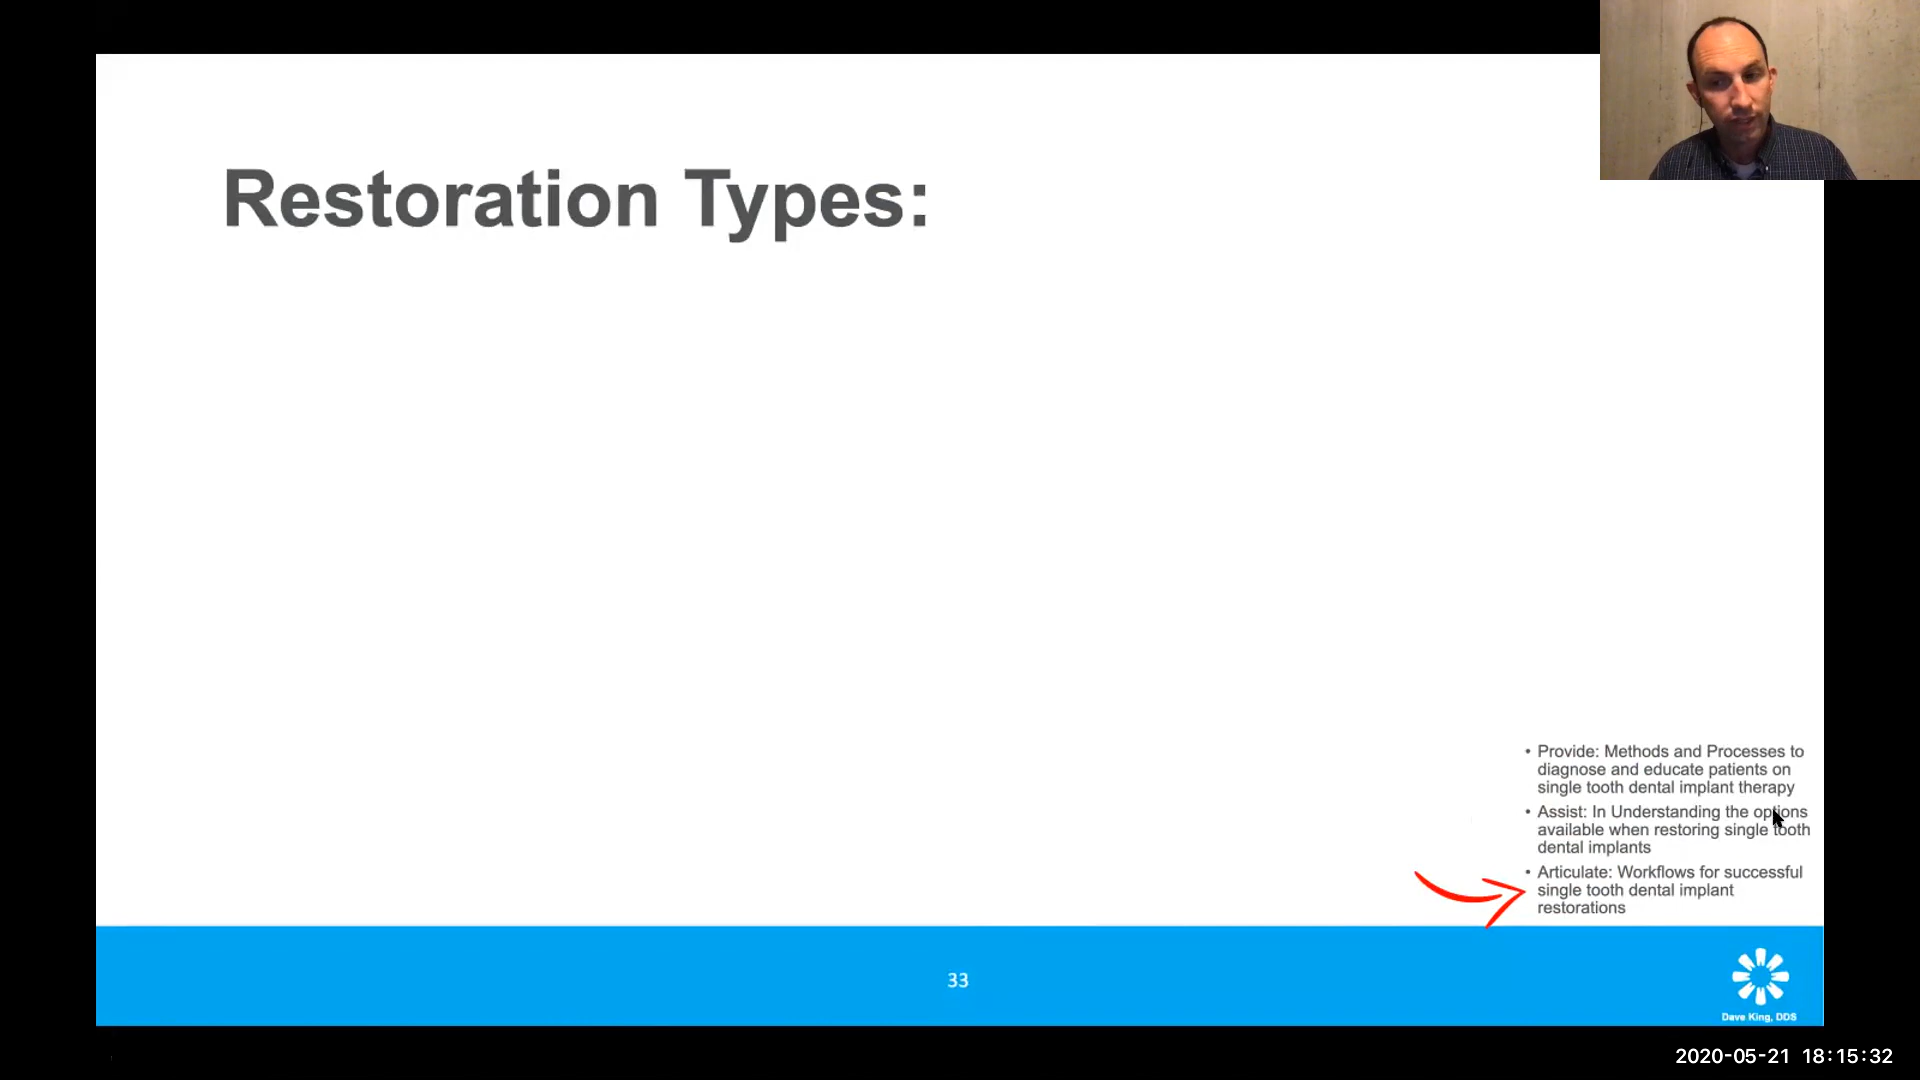 Restoration Types:
• Provide: Methods and Processes to
diagnose and educate patients on
single tooth dental implant therapy
• Assist: In Understanding the options
available when restoring single tooth
dental implants
• Articulate: Workflows for successful
single tooth dental implant
restorations
33
Dave King, DDS
2020-05-21 18:15:32